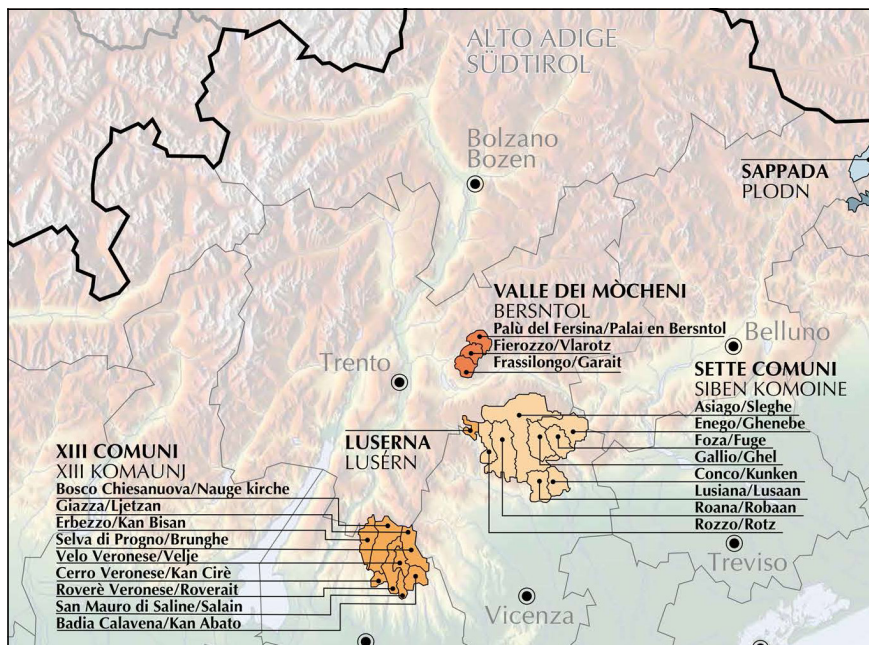 ALTO ADIGE
SÜDTIROL
Bolzano
Bozen
SAPPADA
PLODN
VALLE DEI MÒCHENI
BERSNTOL
Palù del Fersina/Palai en Bersntol
Fierozzo/Vlarotz
Frassilongo/Garait
Belluno
Trento
SETTE COMUNI
SIBEN KOMOINE
Asiago/Sleghe
Enego/Ghenebe
Foza/Fuge
Gallio/Ghel
Conco/Kunken
Lusiana/Lusaan
Roana/Robaan
Rozzo/Rotz
LUSERNA
LUSÉRN
XIII COMUNI
XIII KOMAUNJ
Bosco Chiesanuova/Nauge kirche
Giazza/Ljetzan
Erbezzo/Kan Bisan
Selva di Progno/Brunghe
Velo Veronese/Velje
Cerro Veronese/Kan Cirè
Roverè Veronese/Roverait
San Mauro di Saline/Salain
Badia Calavena/Kan Abato
Treviso
Vicenza